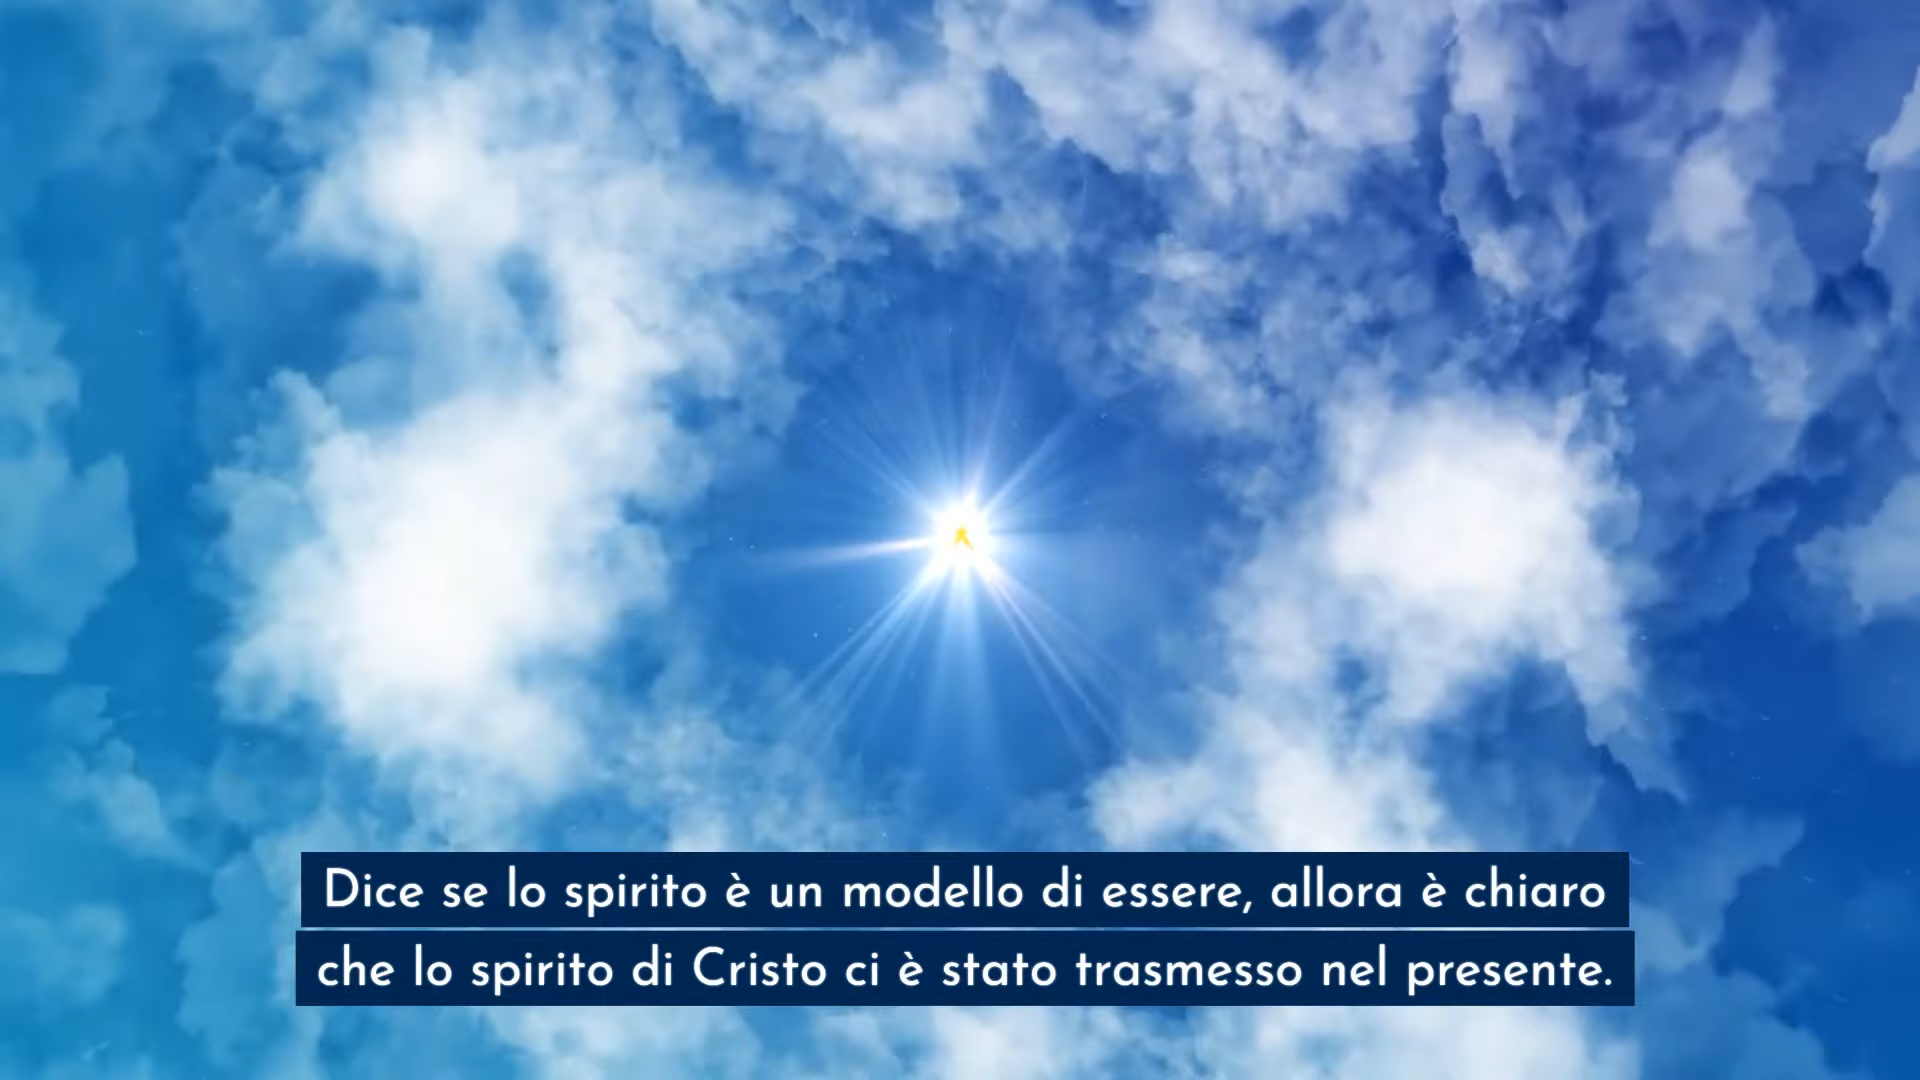 Dice se lo spirito è un modello di essere, allora è chiaro
che lo spirito di Cristo ci è stato trasmesso nel presente.